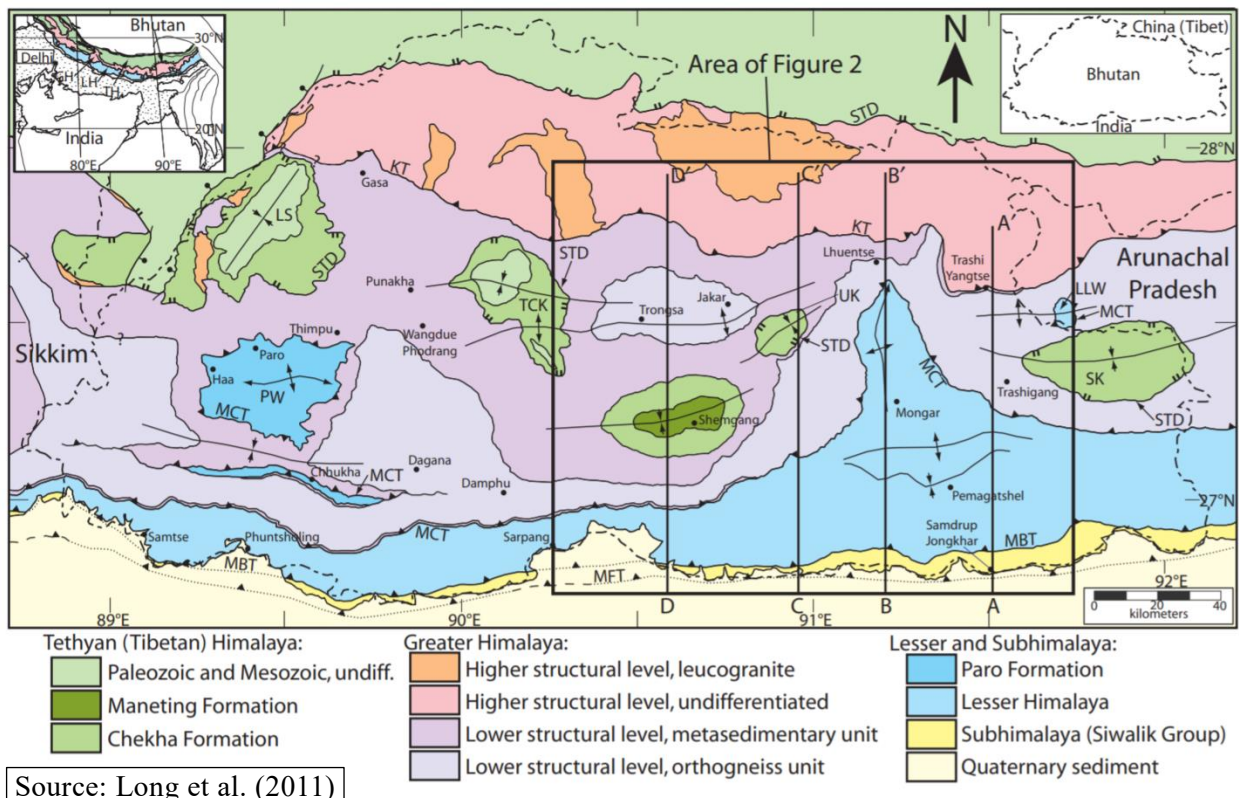 Bhutan
30°N
Delhi
LH
TH
20°N
India
80°E
90°E
Area of Figure 2
N
China (Tibet)
Bhutan
India
STD
28°N
KT
Gasa
LS
STD
D'
C'
B'
A'
KT
Lhuentse
Trashi
Yangtse
Arunachal
Pradesh
LLW
MCT
STD
Punakha
TCK
Trongsa
Jakar
UK
STD
Thimpu
Wangdue
Phodrang
Sikkim
?
?
Paro
Haa
PW
MCT
MCT
SK
Trashigang
STD
Shemgang
Mongar
Chhukha
MCT
Dagana
Damphu
Pemagatshel
27°N
MCT
Samtse
Phuntsholing
Sarpang
Samdrup
Jongkhar
MBT
MBT
MFT
89°E
90°E
D
C
91°E
B
A
92°E
0 10 20 30 40
kilometers
Tethyan (Tibetan) Himalaya:
Paleozoic and Mesozoic, undiff.
Maneting Formation
Chekha Formation
Greater Himalaya:
Higher structural level, leucogranite
Higher structural level, undifferentiated
Lower structural level, metasedimentary unit
Lower structural level, orthogneiss unit
Lesser and Subhimalaya:
Paro Formation
Lesser Himalaya
Subhimalaya (Siwalik Group)
Quaternary sediment
Source: Long et al. (2011)